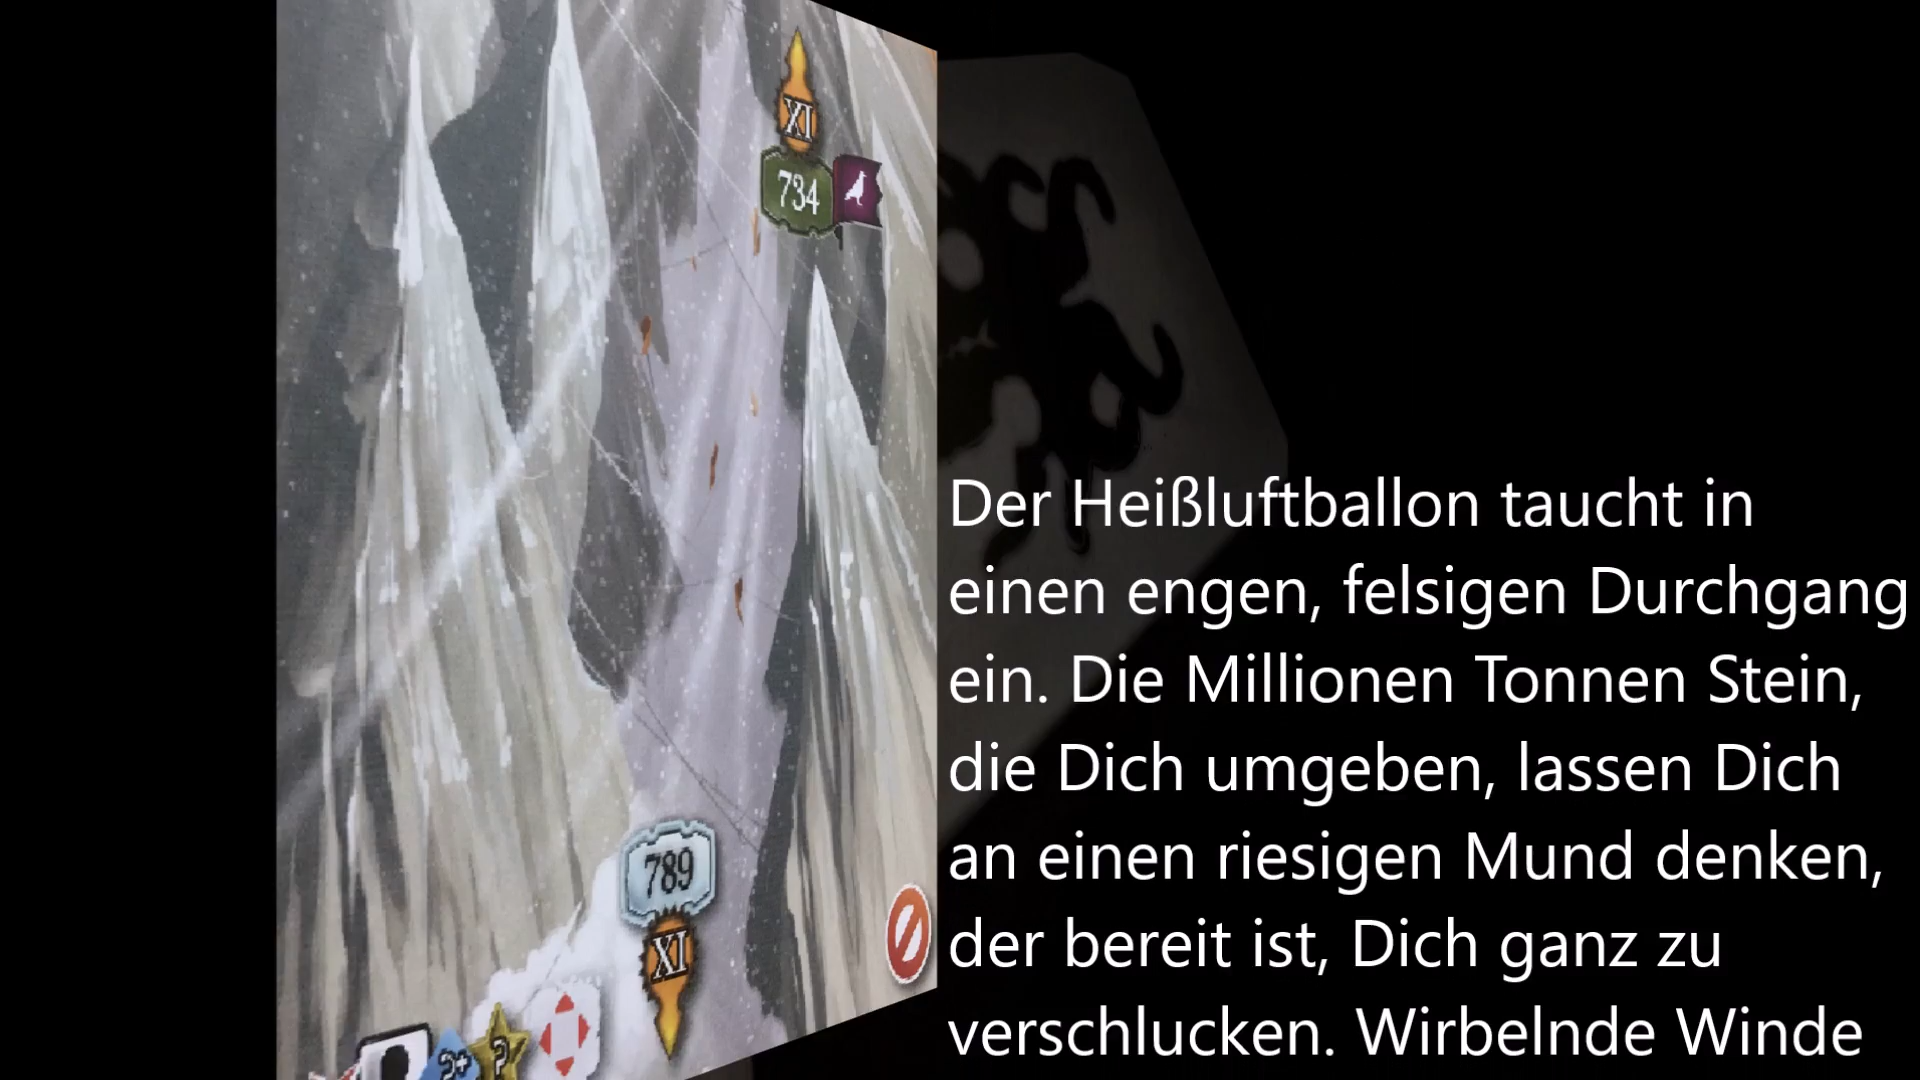 XI
734
789
XI
2+
?
Der Heißluftballon taucht in
einen engen, felsigen Durchgang
ein. Die Millionen Tonnen Stein,
die Dich umgeben, lassen Dich
an einen riesigen Mund denken,
der bereit ist, Dich ganz zu
verschlucken. Wirbelnde Winde